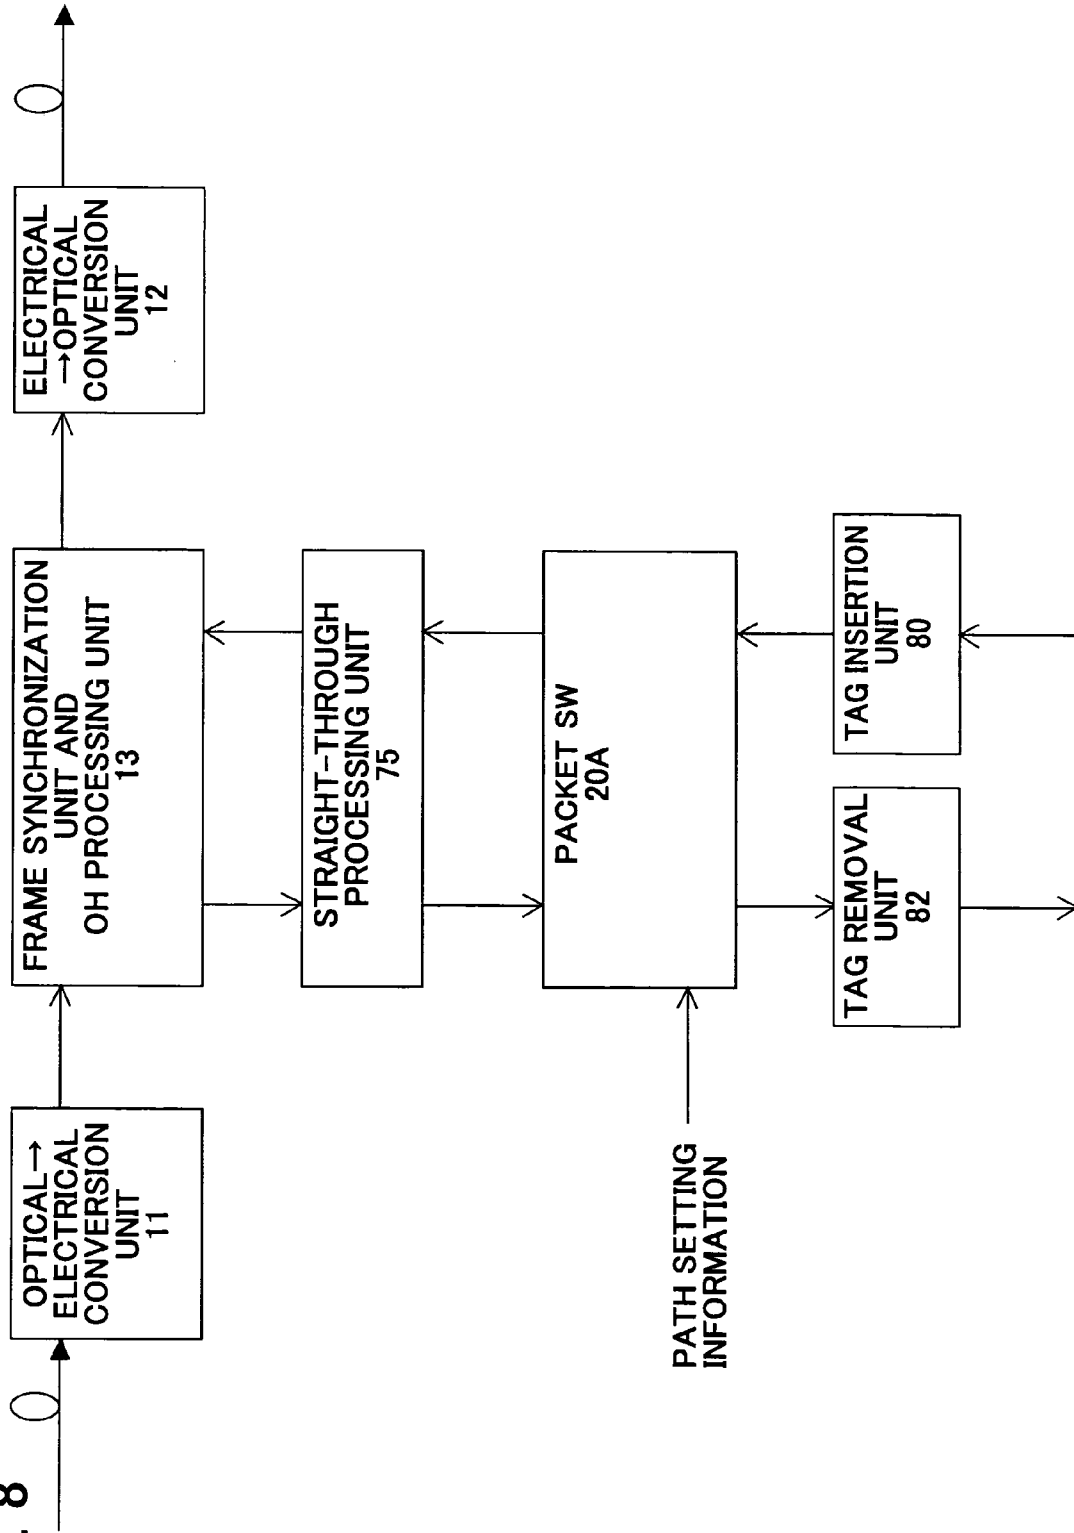 8
OPTICAL→
ELECTRICAL
CONVERSION
UNIT
11
FRAME SYNCHRONIZATION
UNIT AND
OH PROCESSING UNIT
13
ELECTRICAL
→OPTICAL
CONVERSION
UNIT
12
STRAIGHT-THROUGH
PROCESSING UNIT
75
PATH SETTING
INFORMATION
PACKET SW
20A
TAG REMOVAL
UNIT
82
TAG INSERTION
UNIT
80